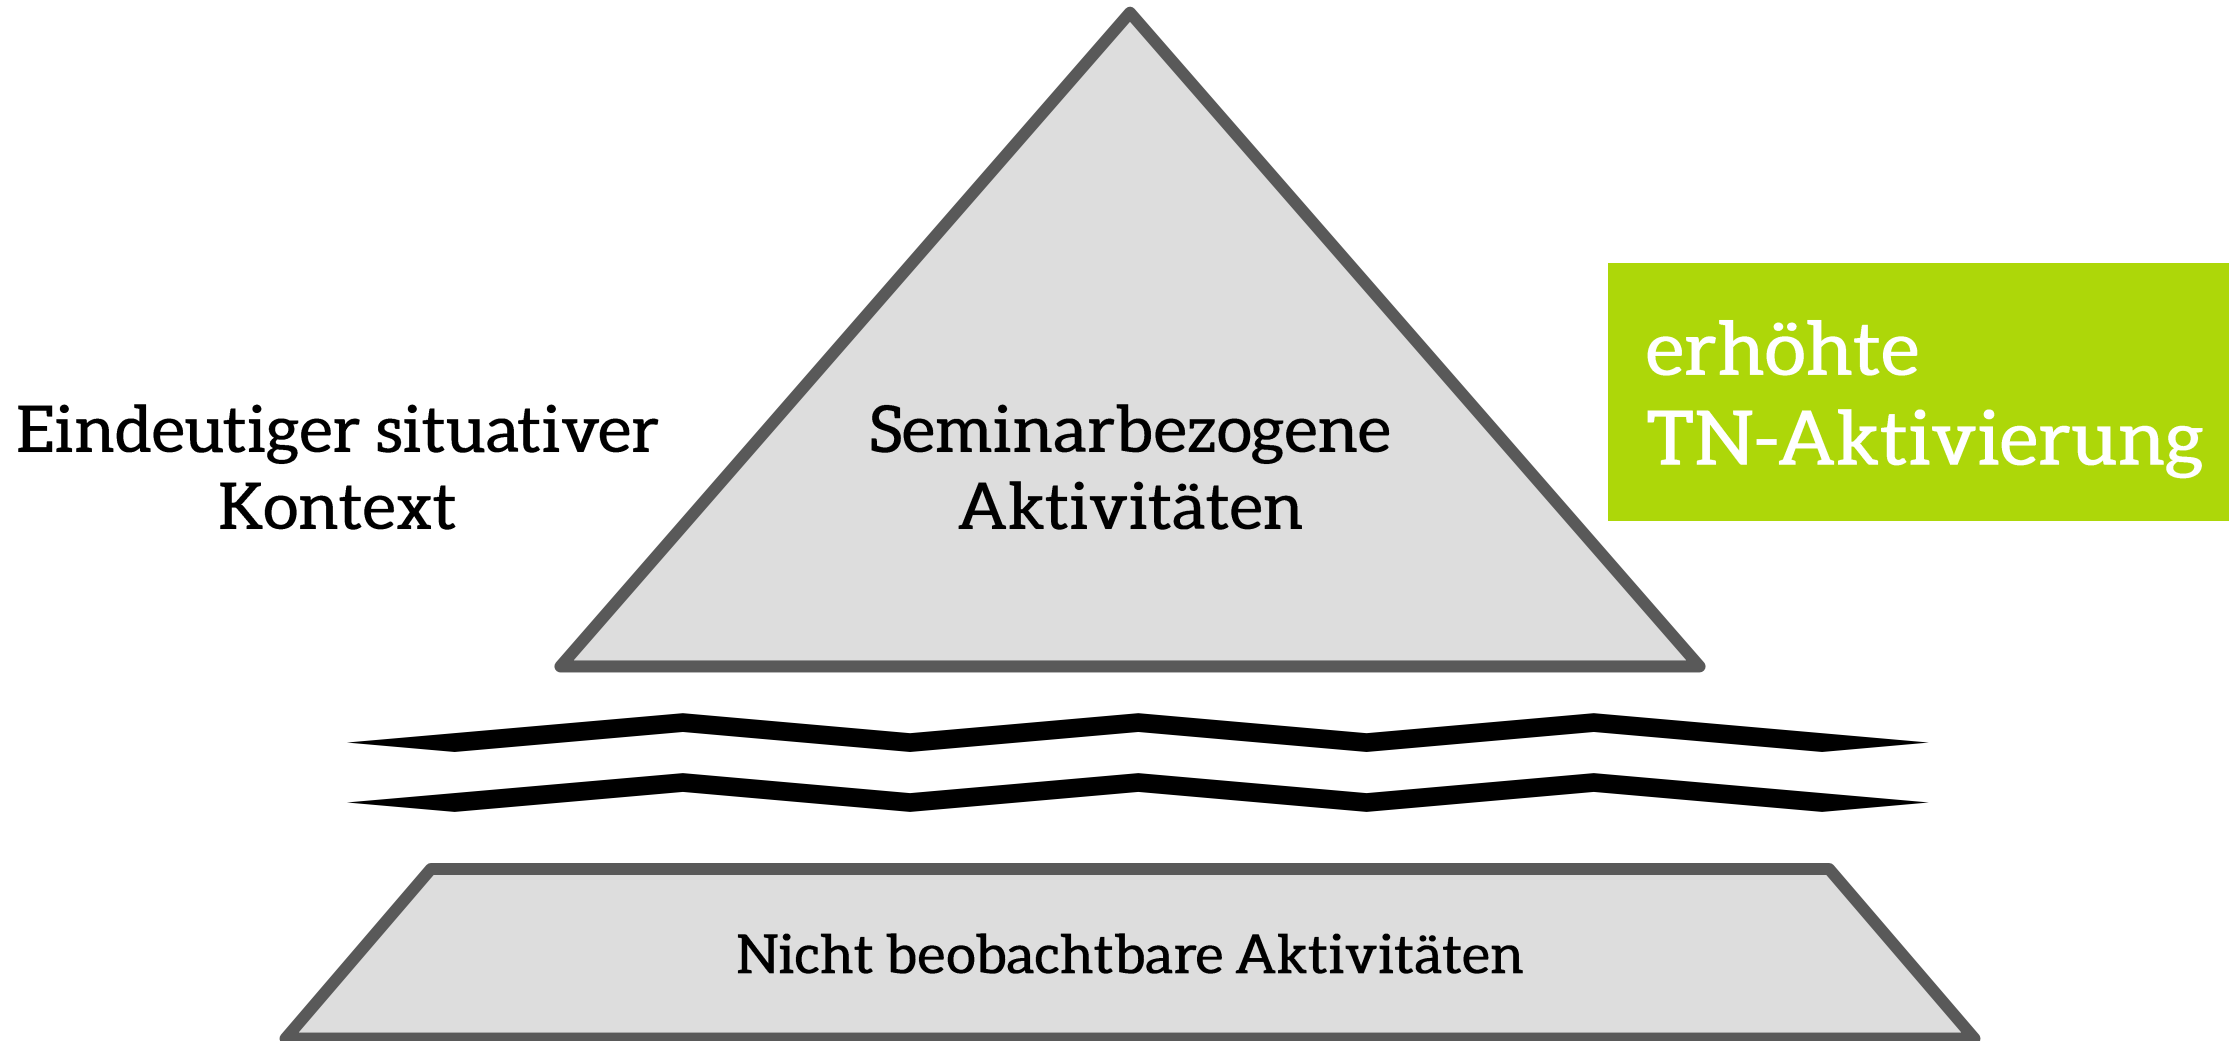 Eindeutiger situativer
Kontext
Seminarbezogene
Aktivitäten
erhöhte
TN-Aktivierung
Nicht beobachtbare Aktivitäten